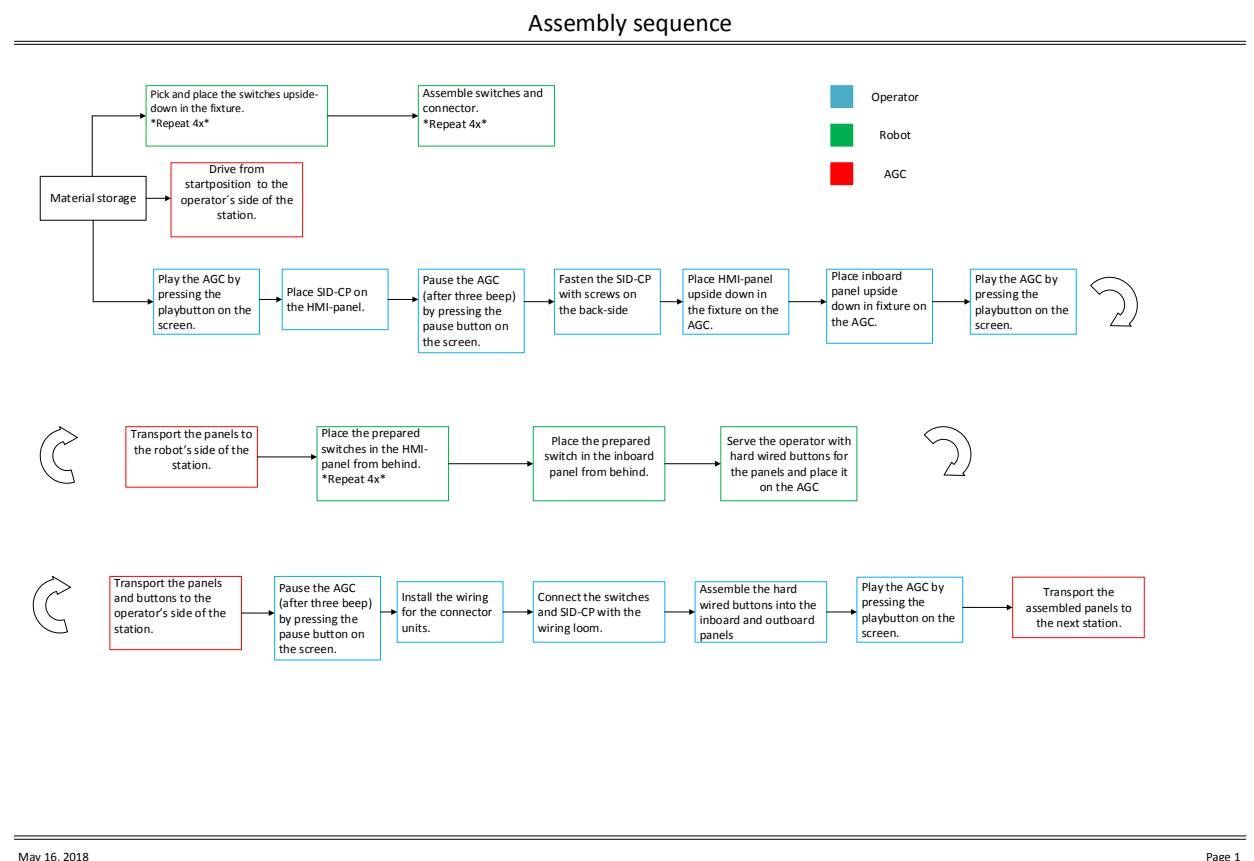 Assembly sequence
Pick and place the switches upside-
down in the fixture.
*Repeat 4x*
Assemble switches and
connector.
*Repeat 4x*
Operator
Robot
AGC
Material storage
Drive from
startposition to the
operator´s side of the
station.
Play the AGC by
pressing the
playbutton on the
screen.
Place SID-CP on
the HMI-panel.
Pause the AGC
(after three beep)
by pressing the
pause button on
the screen.
Fasten the SID-CP
with screws on
the back-side
Place HMI-panel
upside down in
the fixture on the
AGC.
Place inboard
panel upside
down in fixture on
the AGC.
Play the AGC by
pressing the
playbutton on the
screen.
Transport the panels to
the robot’s side of the
station.
Place the prepared
switches in the HMI-
panel from behind.
*Repeat 4x*
Place the prepared
switch in the inboard
panel from behind.
Serve the operator with
hard wired buttons for
the panels and place it
on the AGC
Transport the panels
and buttons to the
operator’s side of the
station.
Pause the AGC
(after three beep)
by pressing the
pause button on
the screen.
Install the wiring
for the connector
units.
Connect the switches
and SID-CP with the
wiring loom.
Assemble the hard
wired buttons into the
inboard and outboard
panels
Play the AGC by
pressing the
playbutton on the
screen.
Transport the
assembled panels to
the next station.
May 16, 2018
Page 1